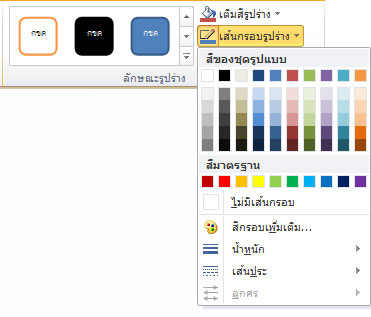 กขค กขค กขค
ลักษณะรูปร่าง
เติมสีรูปร่าง
เส้นกรอบรูปร่าง
สีของชุดรูปแบบ
สีมาตรฐาน
ไม่มีเส้นกรอบ
สีกรอบเพิ่มเติม...
น้ำหนัก
เส้นประ
ลูกศร